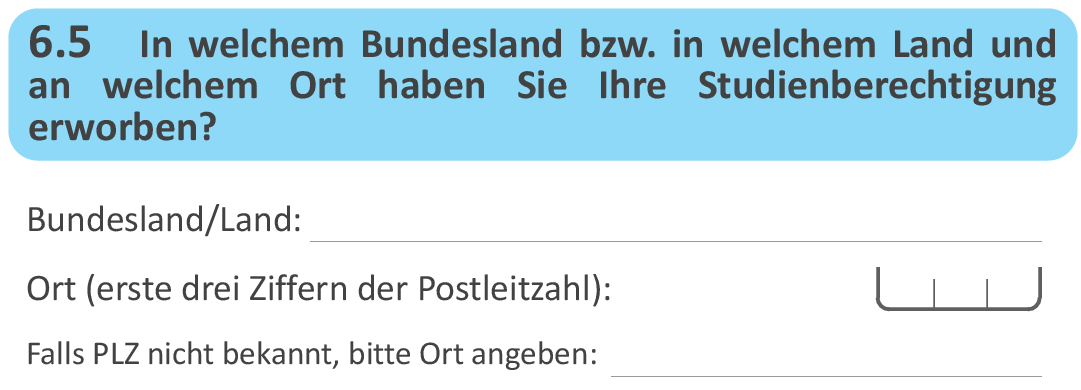 6.5 In welchem Bundesland bzw. in welchem Land und
an welchem Ort haben Sie Ihre Studienberechtigung
erworben?
Bundesland/Land:
Ort (erste drei Ziffern der Postleitzahl):
Falls PLZ nicht bekannt, bitte Ort angeben: